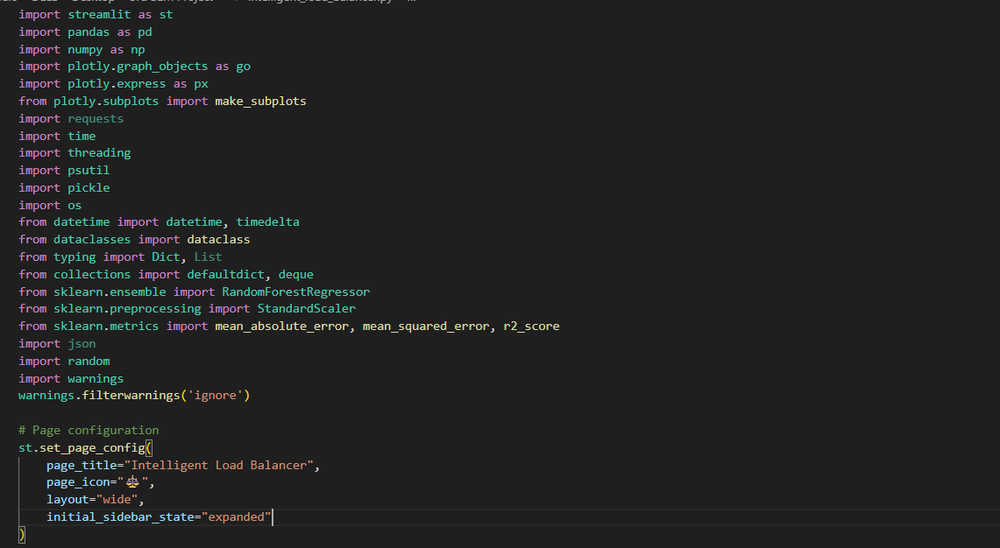 import streamlit as st
import pandas as pd
import numpy as np
import plotly.graph_objects as go
import plotly.express as px
from plotly.subplots import make_subplots
import requests
import time
import threading
import psutil
import pickle
import os
from datetime import datetime, timedelta
from dataclasses import dataclass
from typing import Dict, List
from collections import defaultdict, deque
from sklearn.ensemble import RandomForestRegressor
from sklearn.preprocessing import StandardScaler
from sklearn.metrics import mean_absolute_error, mean_squared_error, r2_score
import json
import random
import warnings
warnings.filterwarnings('ignore')

# Page configuration
st.set_page_config(
    page_title="Intelligent Load Balancer",
    page_icon="⚖️",
    layout="wide",
    initial_sidebar_state="expanded"
)